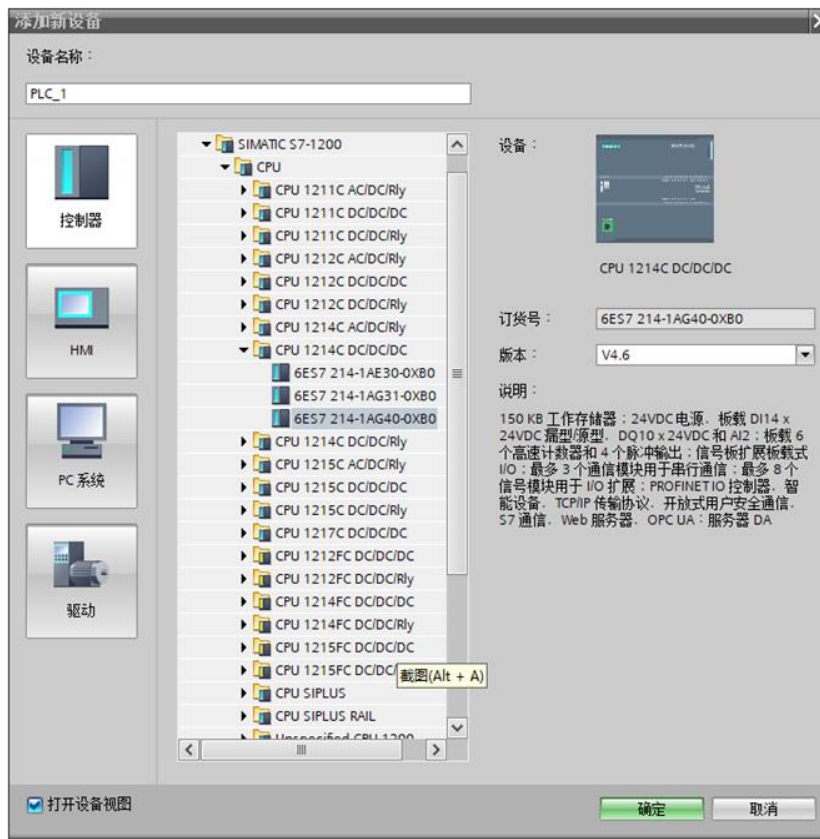 添加新设备
设备名称：
PLC_1
控制器
HMI
PC 系统
驱动
SIMATIC S7-1200
CPU
CPU 1211C AC/DC/Rly
CPU 1211C DC/DC/DC
CPU 1211C DC/DC/Rly
CPU 1212C AC/DC/Rly
CPU 1212C DC/DC/DC
CPU 1212C DC/DC/Rly
CPU 1214C AC/DC/Rly
CPU 1214C DC/DC/DC
6ES7 214-1AE30-0XB0
6ES7 214-1AG31-0XB0
6ES7 214-1AG40-0XB0
CPU 1214C DC/DC/Rly
CPU 1215C AC/DC/Rly
CPU 1215C DC/DC/DC
CPU 1215C DC/DC/Rly
CPU 1217C DC/DC/DC
CPU 1212FC DC/DC/DC
CPU 1212FC DC/DC/Rly
CPU 1214FC DC/DC/DC
CPU 1214FC DC/DC/Rly
CPU 1215FC DC/DC/DC
CPU 1215FC DC/DC/
截图(Alt + A)
CPU SIPLUS
CPU SIPLUS RAIL
Unspecified CPU 1200
设备：
CPU 1214C DC/DC/DC
订货号：
6ES7 214-1AG40-0XB0
版本：
V4.6
说明：
150 KB 工作存储器；24VDC 电源，板载 DI14 x
24VDC 漏型/源型，DQ10 x 24VDC 和 AI2；板载 6
个高速计数器和 4 个脉冲输出；信号板扩展板载式
I/O；最多 3 个通信模块用于串行通信；最多 8 个
信号模块用于 I/O 扩展；PROFINET IO 控制器，智
能设备，TCP/IP 传输协议，开放式用户安全通信，
S7 通信，Web 服务器，OPC UA：服务器 DA
打开设备视图
确定
取消